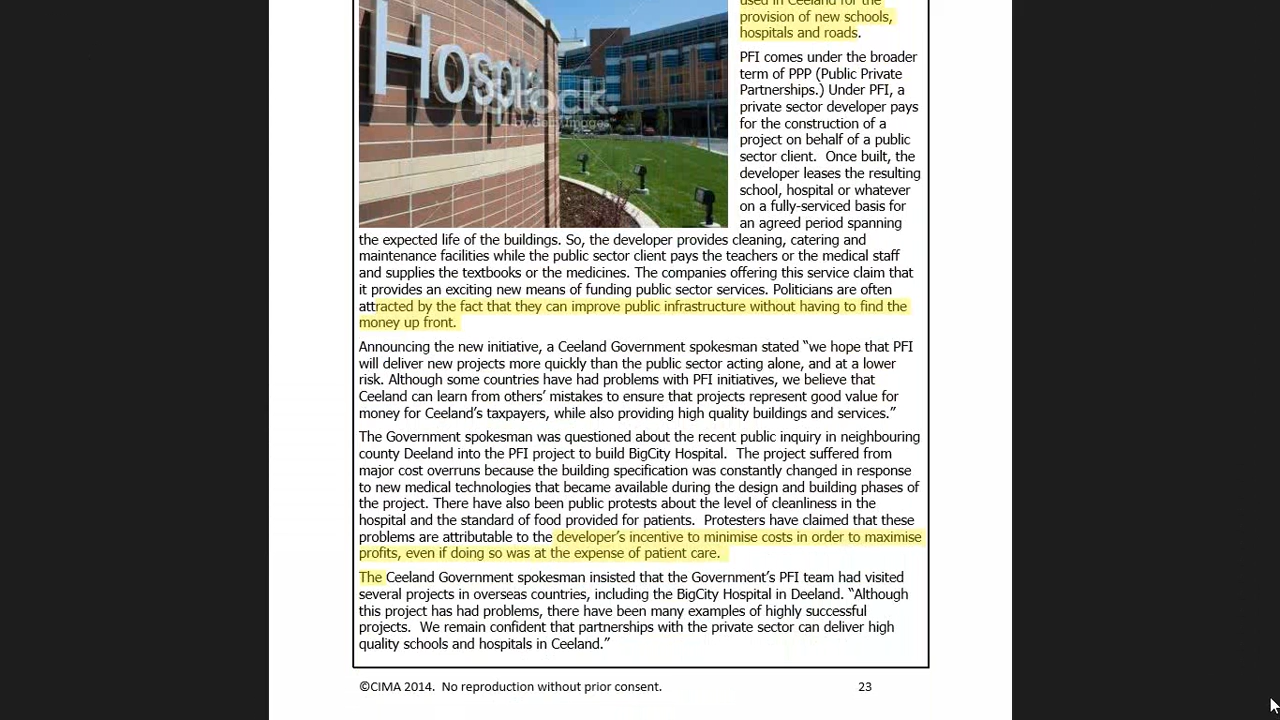 used in Ceeland for the
provision of new schools,
hospitals and roads.
Hospi
iStock.
by Getty Images™
PFI comes under the broader
term of PPP (Public Private
Partnerships.) Under PFI, a
private sector developer pays
for the construction of a
project on behalf of a public
sector client. Once built, the
developer leases the resulting
school, hospital or whatever
on a fully-serviced basis for
an agreed period spanning
the expected life of the buildings. So, the developer provides cleaning, catering and
maintenance facilities while the public sector client pays the teachers or the medical staff
and supplies the textbooks or the medicines. The companies offering this service claim that
it provides an exciting new means of funding public sector services. Politicians are often
attracted by the fact that they can improve public infrastructure without having to find the
money up front.
Announcing the new initiative, a Ceeland Government spokesman stated “we hope that PFI
will deliver new projects more quickly than the public sector acting alone, and at a lower
risk. Although some countries have had problems with PFI initiatives, we believe that
Ceeland can learn from others’ mistakes to ensure that projects represent good value for
money for Ceeland’s taxpayers, while also providing high quality buildings and services.”
The Government spokesman was questioned about the recent public inquiry in neighbouring
county Deeland into the PFI project to build BigCity Hospital. The project suffered from
major cost overruns because the building specification was constantly changed in response
to new medical technologies that became available during the design and building phases of
the project. There have also been public protests about the level of cleanliness in the
hospital and the standard of food provided for patients. Protesters have claimed that these
problems are attributable to the developer’s incentive to minimise costs in order to maximise
profits, even if doing so was at the expense of patient care.
The Ceeland Government spokesman insisted that the Government’s PFI team had visited
several projects in overseas countries, including the BigCity Hospital in Deeland. “Although
this project has had problems, there have been many examples of highly successful
projects. We remain confident that partnerships with the private sector can deliver high
quality schools and hospitals in Ceeland.”
©CIMA 2014. No reproduction without prior consent.
23